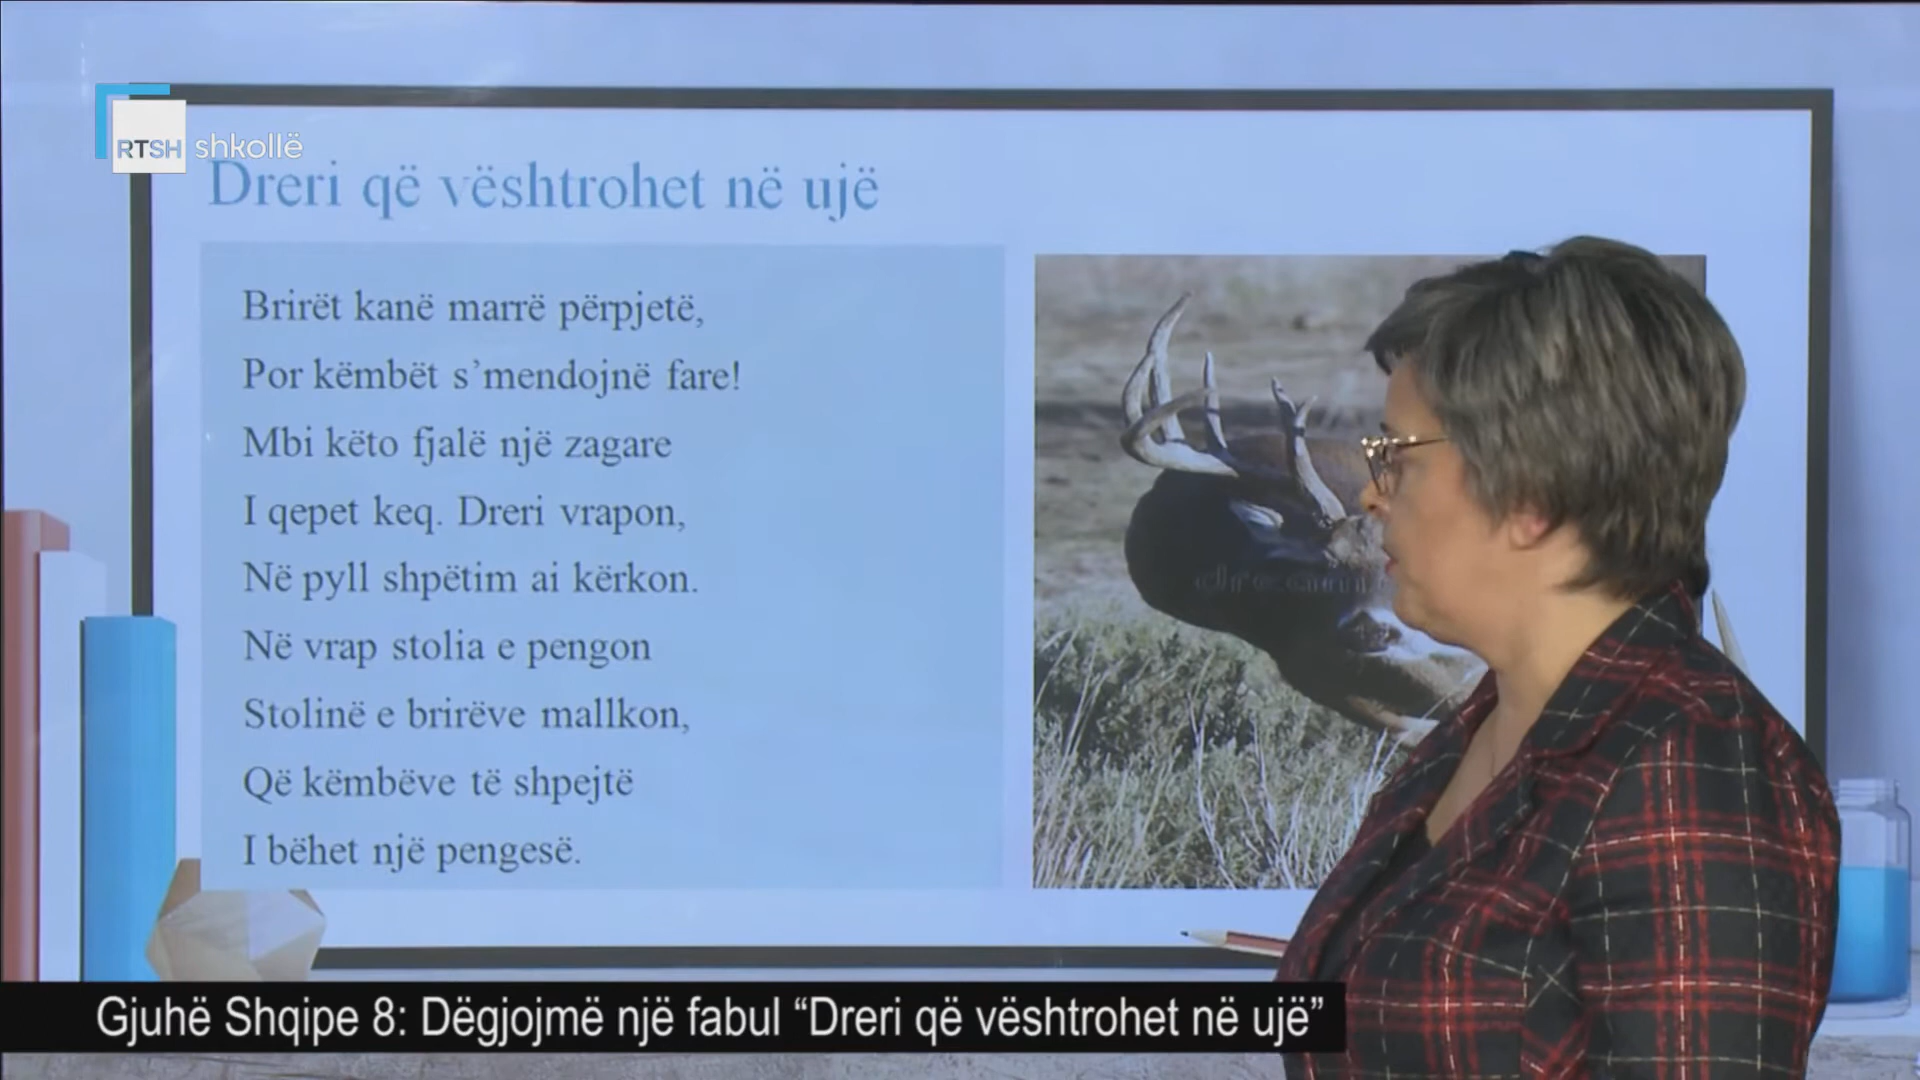 RTSH shkollë
Dreri që vështrohet në ujë
Brirët kanë marrë përpjetë,
Por këmbët s’mendojnë fare!
Mbi këto fjalë një zagare
I qepet keq. Dreri vrapon,
Në pyll shpëtim ai kërkon.
Në vrap stolia e pengon
Stolinë e brirëve mallkon,
Që këmbëve të shpejtë
I bëhet një pengesë.
Gjuhë Shqipe 8: Dëgjojmë një fabul “Dreri që vështrohet në ujë”